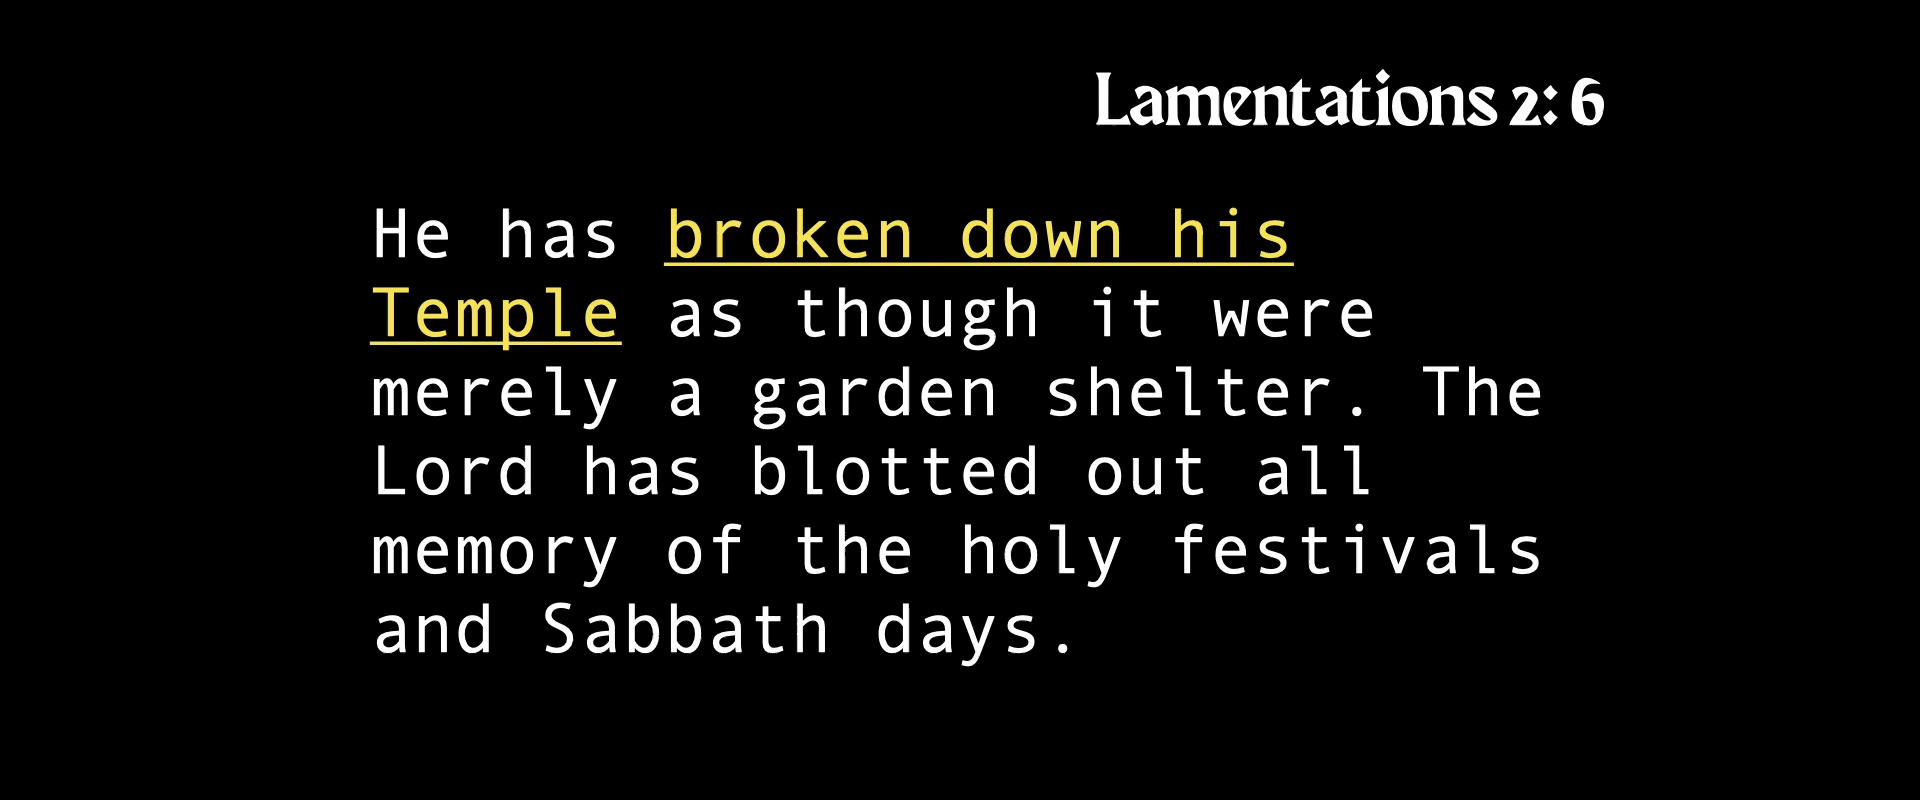 Lamentations 2:6
He has broken down his
Temple as though it were
merely a garden shelter. The
Lord has blotted out all
memory of the holy festivals
and Sabbath days.